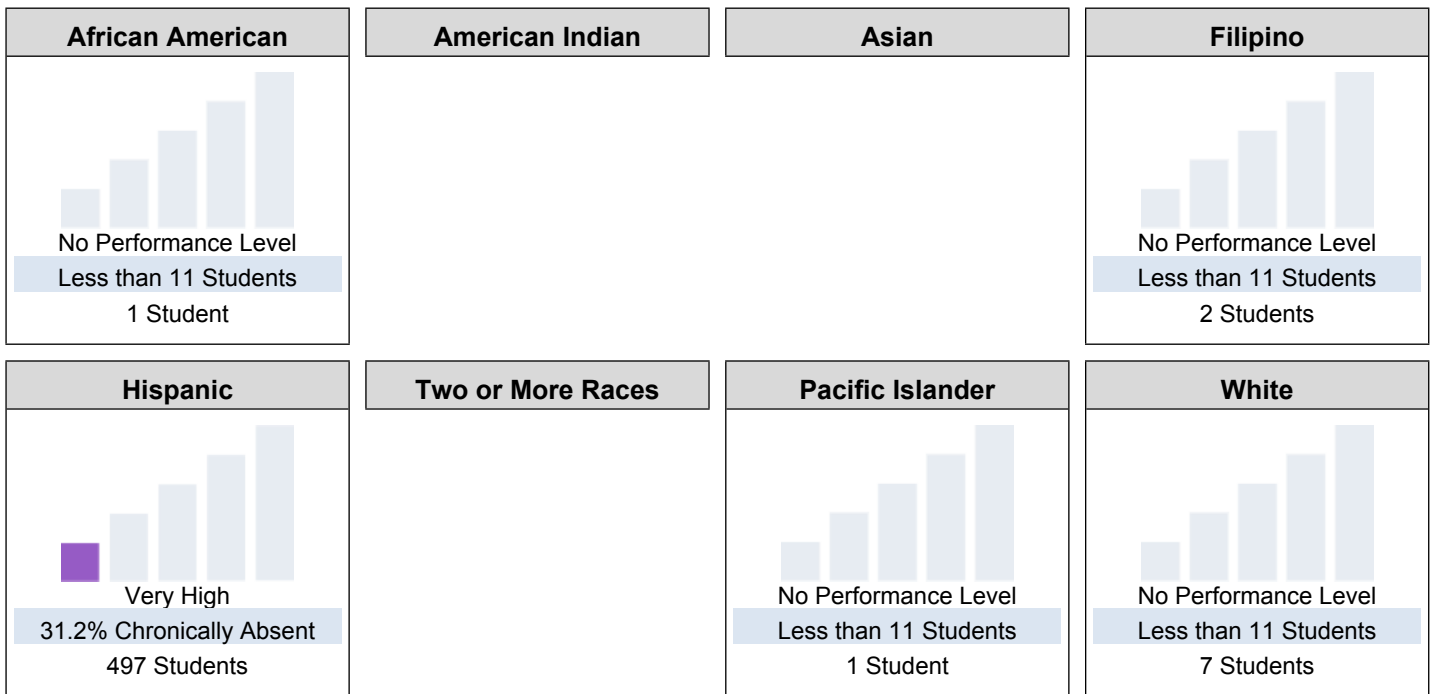 African American
American Indian
Asian
Filipino
No Performance Level
Less than 11 Students
1 Student
No Performance Level
Less than 11 Students
2 Students
Hispanic
Two or More Races
Pacific Islander
White
Very High
31.2% Chronically Absent
497 Students
No Performance Level
Less than 11 Students
1 Student
No Performance Level
Less than 11 Students
7 Students